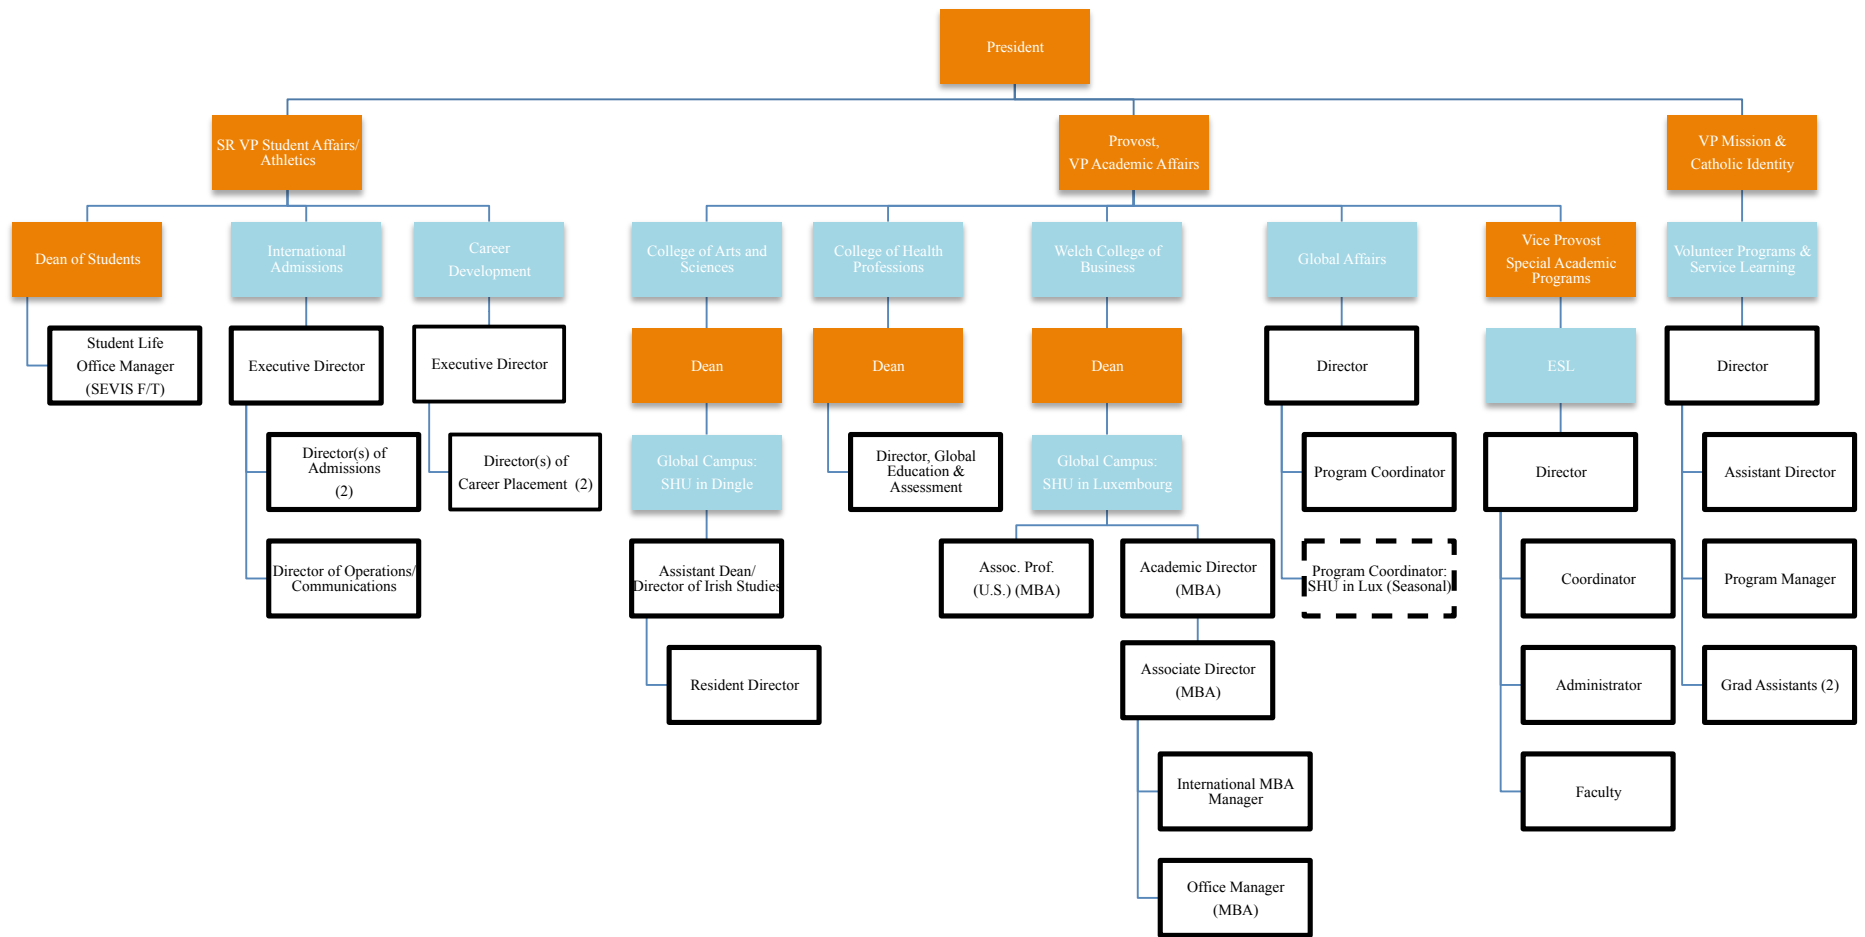 President
SR VP Student Affairs/
Athletics
Provost,
VP Academic Affairs
VP Mission &
Catholic Identity
Dean of Students
International
Admissions
Career
Development
College of Arts and
Sciences
College of Health
Professions
Welch College of
Business
Global Affairs
Vice Provost
Special Academic
Programs
Volunteer Programs &
Service Learning
Student Life
Office Manager
(SEVIS F/T)
Executive Director
Executive Director
Dean
Dean
Dean
Director
ESL
Director
Director(s) of
Admissions
(2)
Director(s) of
Career Placement (2)
Global Campus:
SHU in Dingle
Director, Global
Education &
Assessment
Global Campus:
SHU in Luxembourg
Program Coordinator
Director
Assistant Director
Director of Operations/
Communications
Assistant Dean/
Director of Irish Studies
Assoc. Prof.
(U.S.) (MBA)
Academic Director
(MBA)
Program Coordinator:
SHU in Lux (Seasonal)
Coordinator
Program Manager
Resident Director
Associate Director
(MBA)
Administrator
Grad Assistants (2)
International MBA
Manager
Faculty
Office Manager
(MBA)